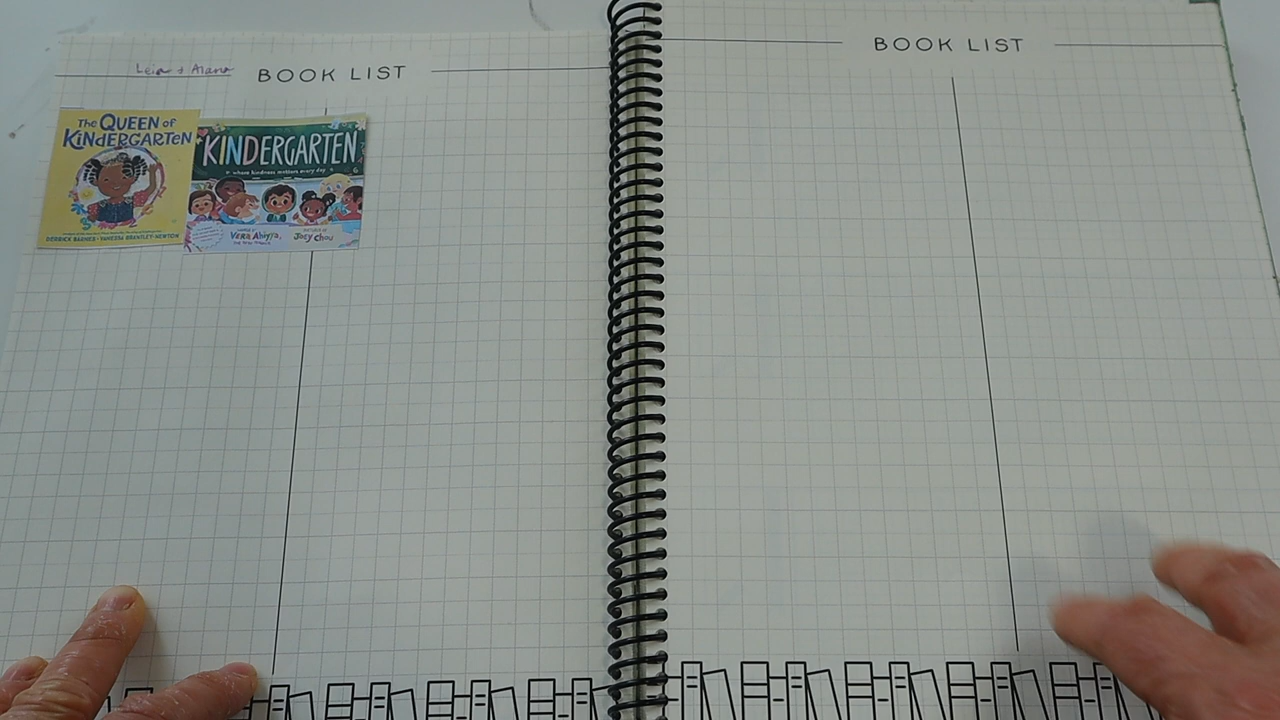 Leia + Alana BOOK LIST
The QUEEN of
KINDERGARTEN
DERRICK BARNES · VANESSA BRANTLEY-NEWTON
KINDERGARTEN
where kindness matters every day
VERA Ahiyya,
Joey Chou
BOOK LIST